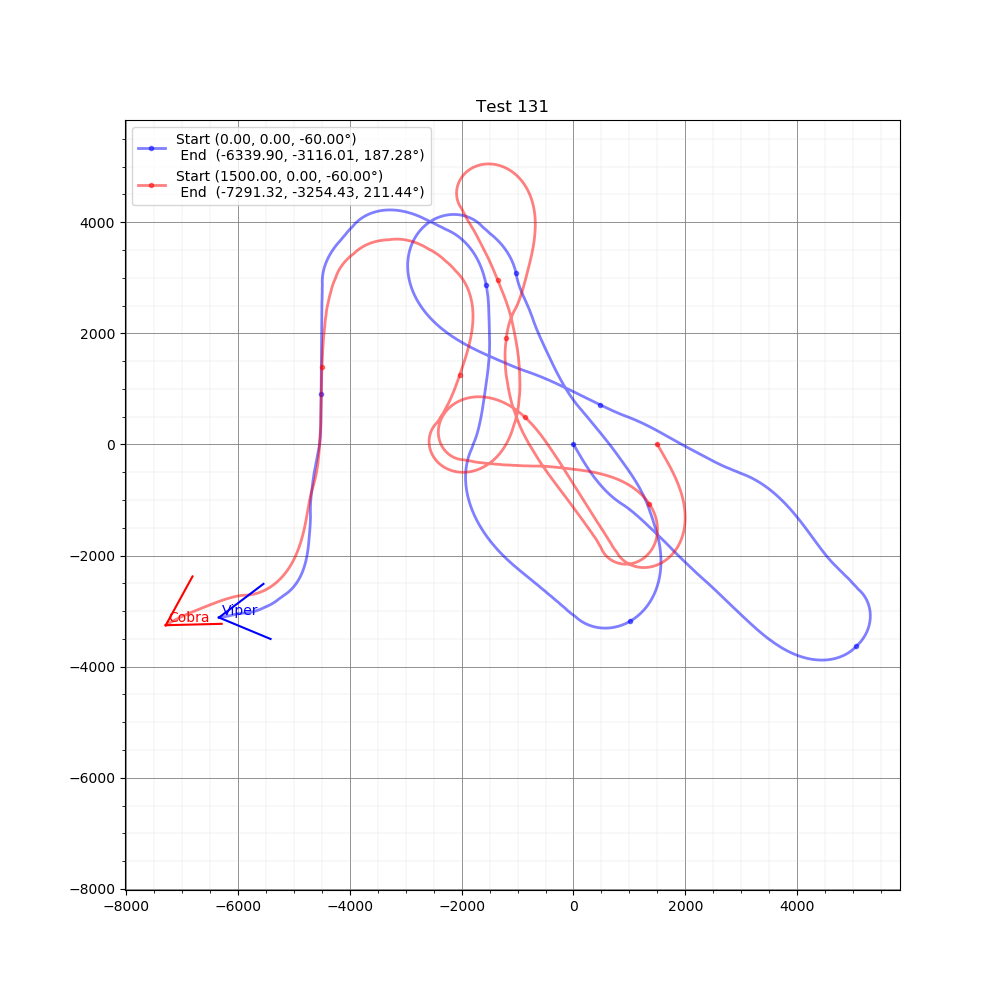 Test 131
Start (0.00, 0.00, -60.00°)
End  (-6339.90, -3116.01, 187.28°)
Start (1500.00, 0.00, -60.00°)
End  (-7291.32, -3254.43, 211.44°)
4000
2000
0
−2000
−4000
−6000
−8000
Viper
Cobra
−8000 −6000 −4000 −2000 0 2000 4000